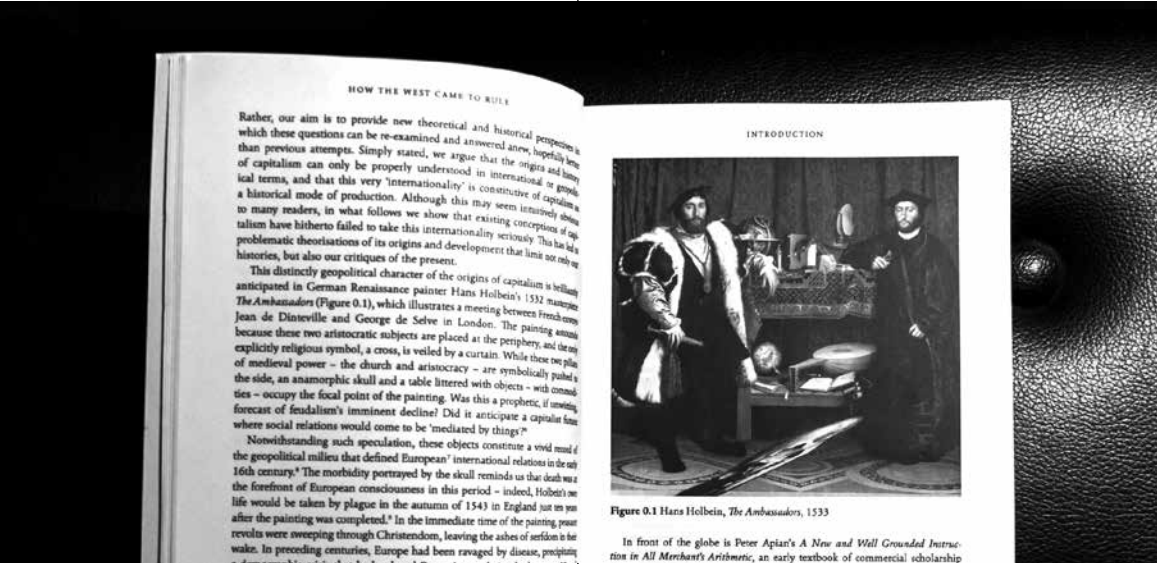 HOW THE WEST CAME TO RULE
Rather, our aim is to provide new theoretical and historical perspectives in
which these questions can be re-examined and answered anew, hopefully better
than previous attempts. Simply stated, we argue that the origins and history
of capitalism can only be properly understood in international or geopolit-
ical terms, and that this very 'internationality' is constitutive of capitalism as
a historical mode of production. Although this may seem intuitively obvious
to many readers, in what follows we show that existing conceptions of capi-
talism have hitherto failed to take this internationality seriously. This has led to
problematic theorisations of its origins and development that limit not only our
histories, but also our critiques of the present.
This distinctly geopolitical character of the origins of capitalism is brilliantly
anticipated in German Renaissance painter Hans Holbein's 1532 masterpiece
The Ambassadors (Figure 0.1), which illustrates a meeting between French envoys
Jean de Dinteville and George de Selve in London. The painting astounds
because these two aristocratic subjects are placed at the periphery, and the only
explicitly religious symbol, a cross, is veiled by a curtain. While these two pillars
of medieval power – the church and aristocracy – are symbolically pushed to
the side, an anamorphic skull and a table littered with objects – with commodi-
ties – occupy the focal point of the painting. Was this a prophetic, if unwitting,
forecast of feudalism's imminent decline? Did it anticipate a capitalist future
where social relations would come to be 'mediated by things'?
Notwithstanding such speculation, these objects constitute a vivid record of
the geopolitical milieu that defined European⁷ international relations in the early
16th century.⁸ The morbidity portrayed by the skull reminds us that death was at
the forefront of European consciousness in this period – indeed, Holbein's own
life would be taken by plague in the autumn of 1543 in England just ten years
after the painting was completed.⁹ In the immediate time of the painting, peasant
revolts were sweeping through Christendom, leaving the ashes of serfdom in their
wake. In preceding centuries, Europe had been ravaged by disease, precipitating
INTRODUCTION
Figure 0.1 Hans Holbein, The Ambassadors, 1533
In front of the globe is Peter Apian's A New and Well Grounded Instruc-
tion in All Merchant's Arithmetic, an early textbook of commercial scholarship